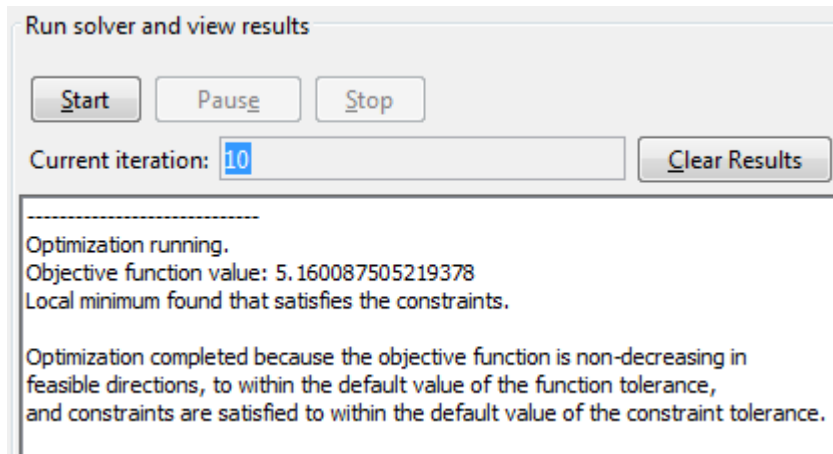 Run solver and view results
Start Pause Stop
Current iteration: 10 Clear Results
------------------------------
Optimization running.
Objective function value: 5.160087505219378
Local minimum found that satisfies the constraints.
Optimization completed because the objective function is non-decreasing in
feasible directions, to within the default value of the function tolerance,
and constraints are satisfied to within the default value of the constraint tolerance.